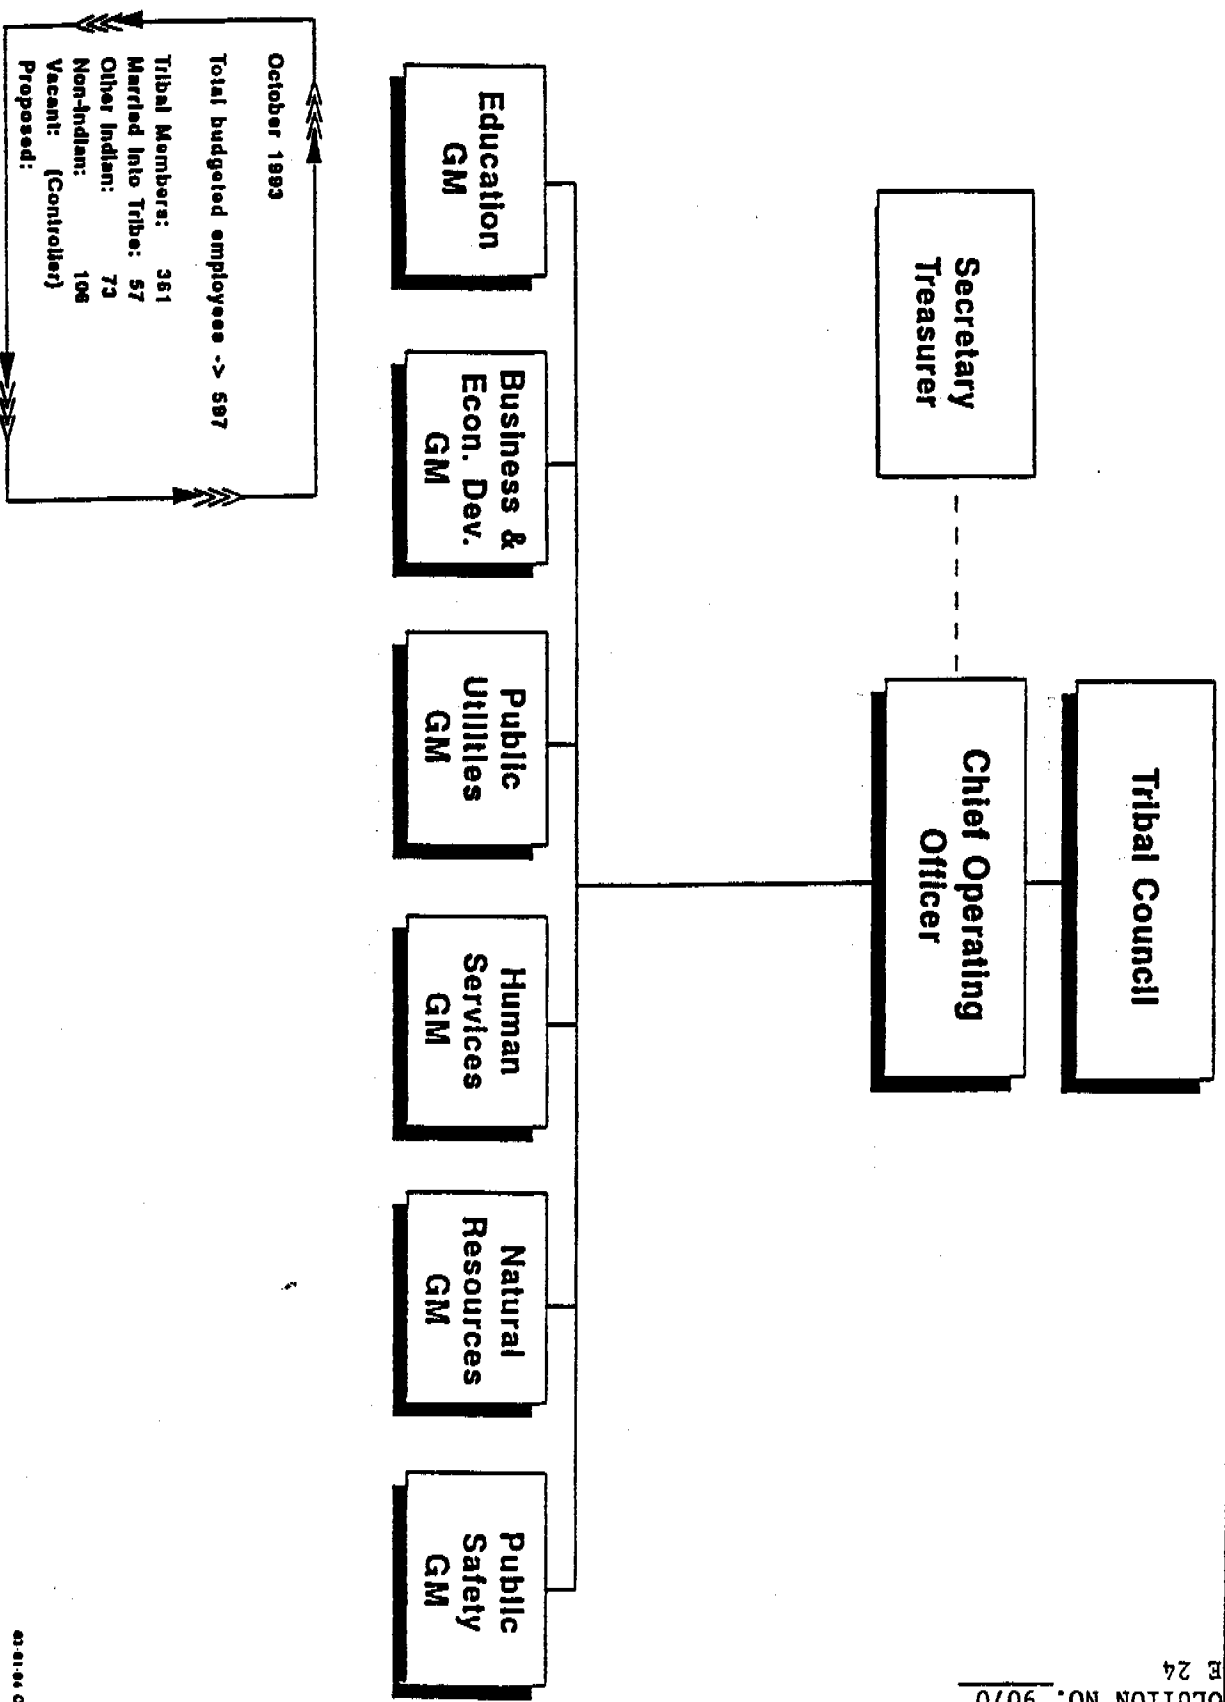 Tribal Council
Chief Operating
Officer
Secretary
Treasurer
Education
GM
Business &
Econ. Dev.
GM
Public
Utilities
GM
Human
Services
GM
Natural
Resources
GM
Public
Safety
GM
October 1993
Total budgeted employees -> 597
Tribal Members: 361
Married Into Tribe: 57
Other Indian: 73
Non-Indian: 106
Vacant: (Controller)
Proposed:
NO. 9070
E 24